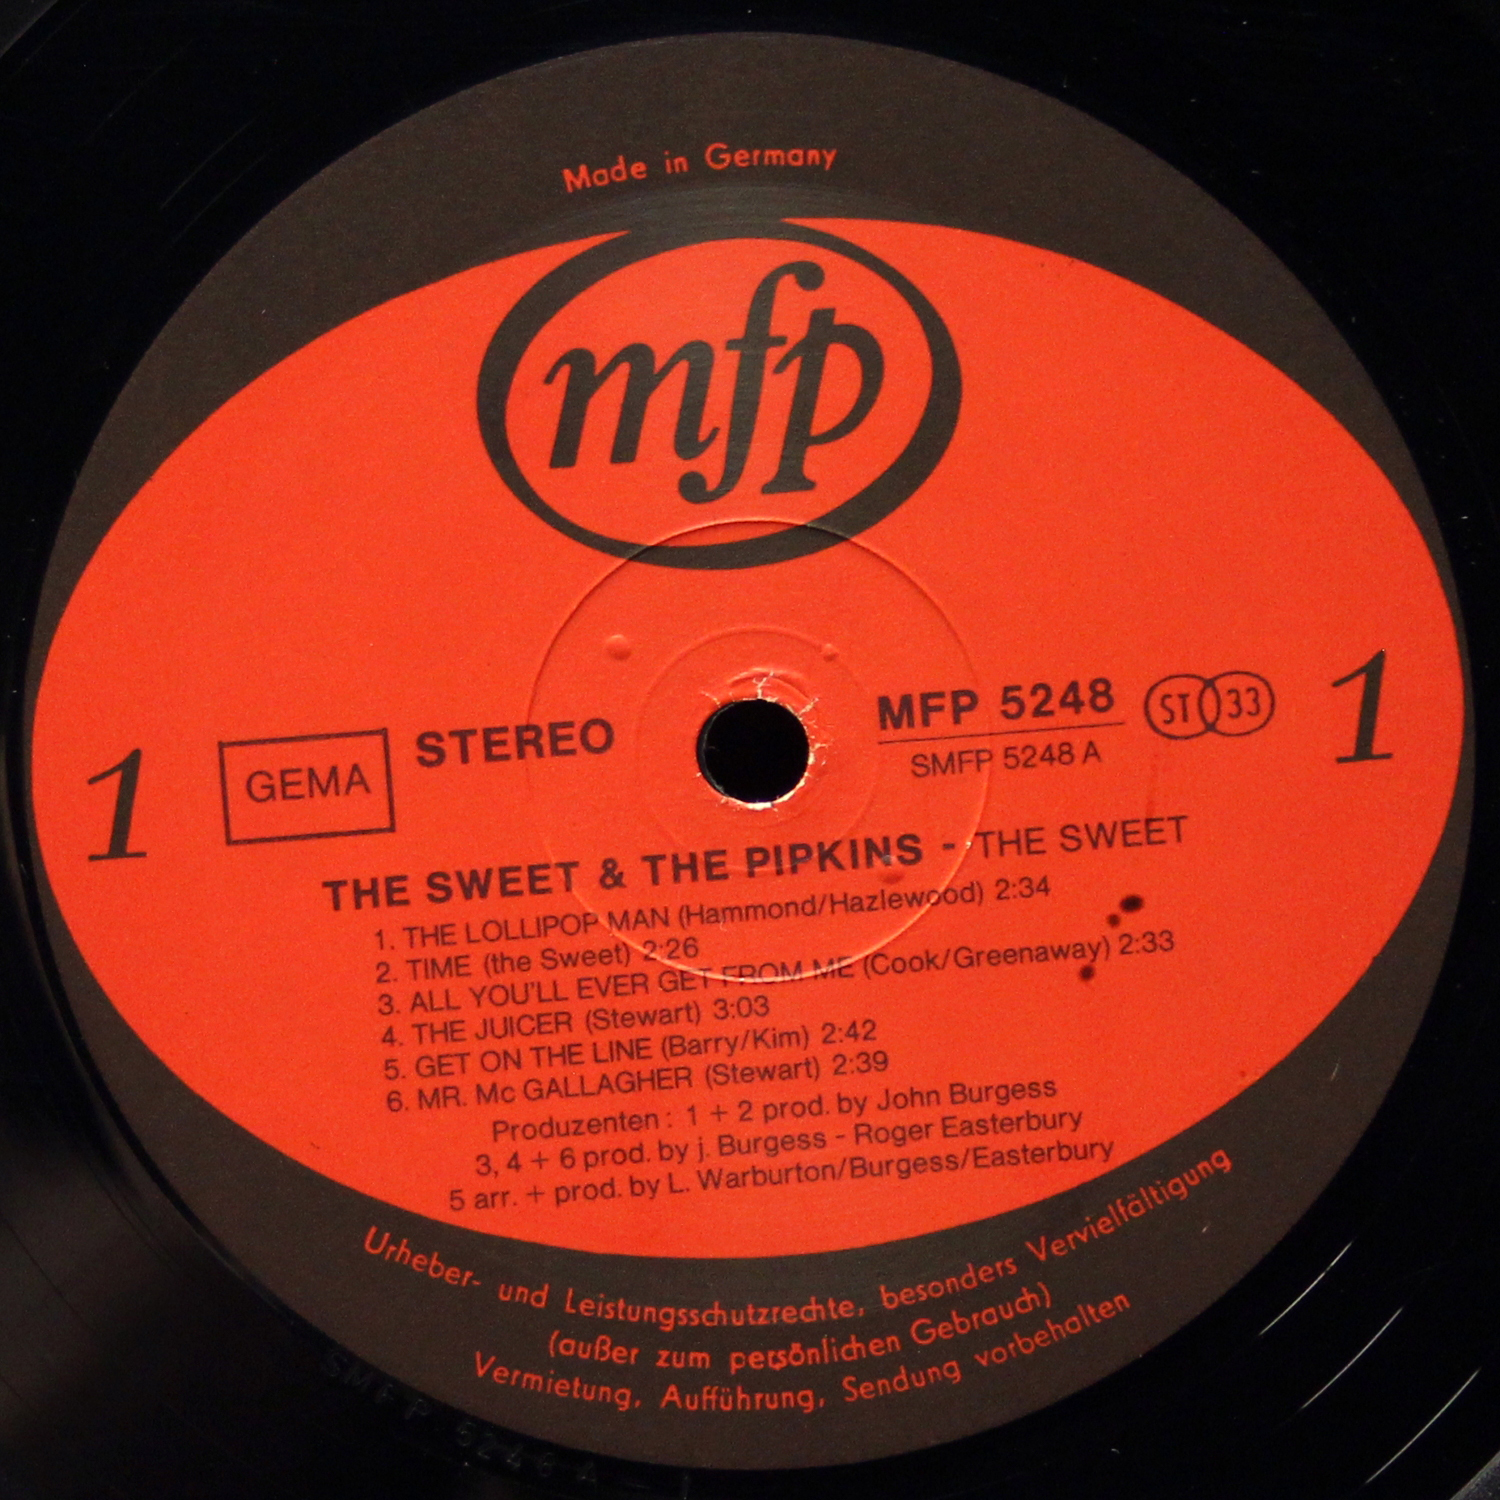 Made in Germany
mfp
1
GEMA
STEREO
MFP 5248
SMFP 5248 A
ST 33
1
THE SWEET & THE PIPKINS - THE SWEET
1. THE LOLLIPOP MAN (Hammond/Hazlewood) 2:34
2. TIME (the Sweet) 2:26
3. ALL YOU'LL EVER GET FROM ME (Cook/Greenaway) 2:33
4. THE JUICER (Stewart) 3:03
5. GET ON THE LINE (Barry/Kim) 2:42
6. MR. Mc GALLAGHER (Stewart) 2:39
Produzenten: 1 + 2 prod. by John Burgess
3, 4 + 6 prod. by j. Burgess - Roger Easterbury
5 arr. + prod. by L. Warburton/Burgess/Easterbury
Urheber- und Leistungsschutzrechte, besonders Vervielfältigung
(außer zum persönlichen Gebrauch)
Vermietung, Aufführung, Sendung vorbehalten
SMFP